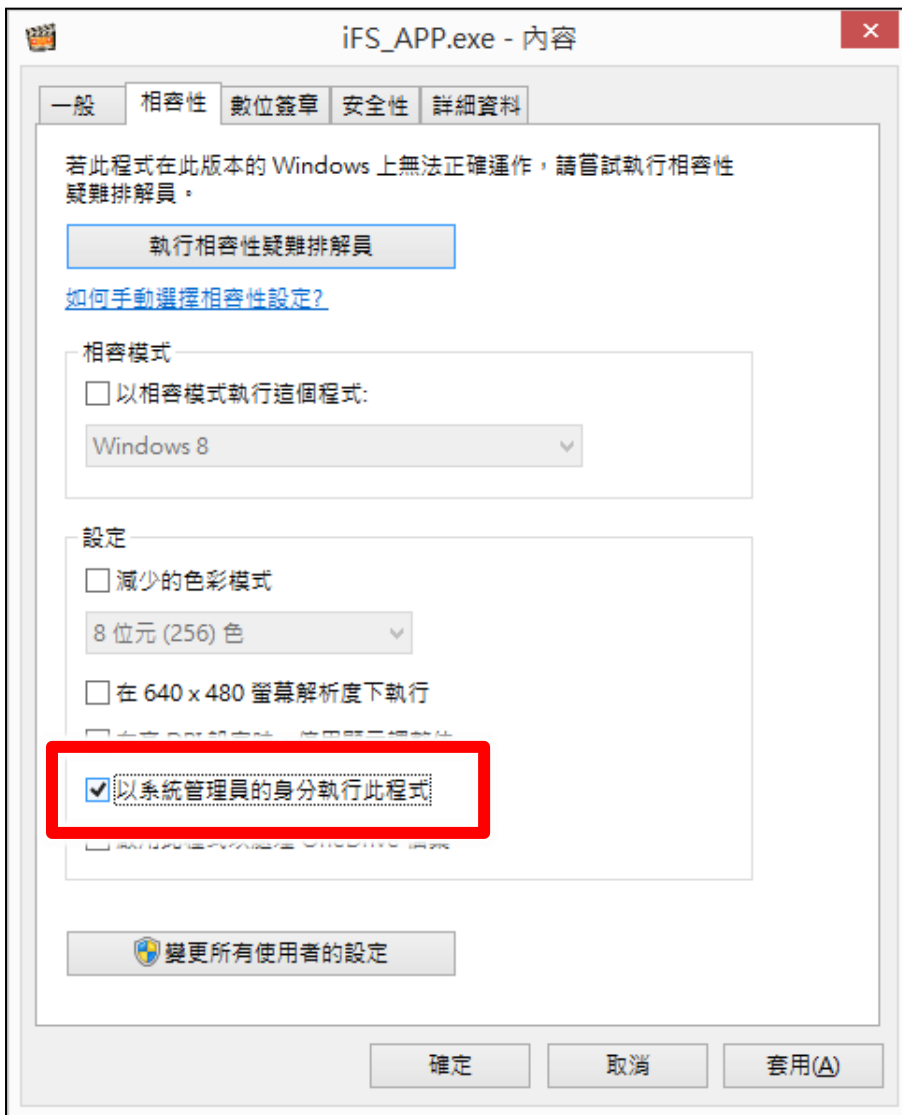 iFS_APP.exe - 內容
一般 相容性 數位簽章 安全性 詳細資料
若此程式在此版本的 Windows 上無法正確運作，請嘗試執行相容性
疑難排解員。
執行相容性疑難排解員
如何手動選擇相容性設定?
相容模式
以相容模式執行這個程式:
Windows 8
設定
減少的色彩模式
8 位元 (256) 色
在 640 x 480 螢幕解析度下執行
以系統管理員的身分執行此程式
變更所有使用者的設定
確定 取消 套用(A)